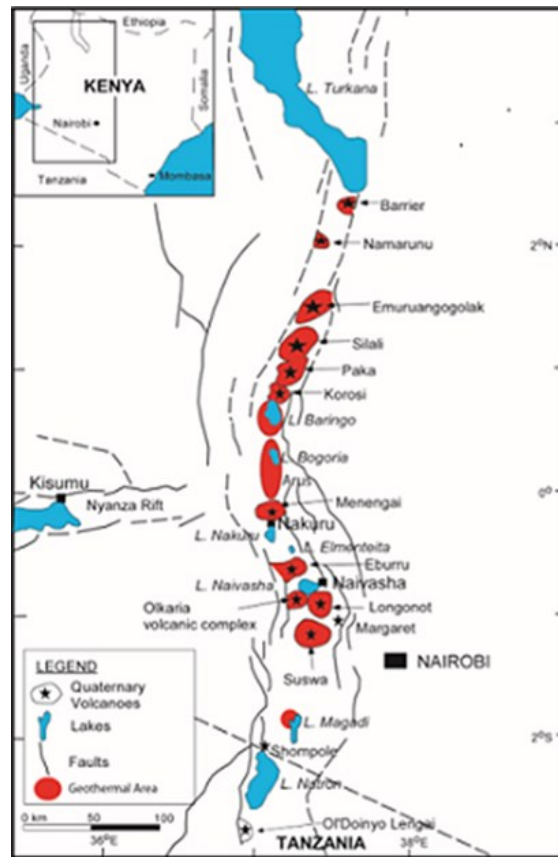 Ethiopia
Uganda
KENYA
Somalia
Nairobi
Tanzania
Mombasa
L. Turkana
Barrier
2°N
Namarunu
Emuruangogolak
Silali
Paka
Korosi
L. Baringo
L. Bogoria
Arus
Kisumu
0°
Menengai
Nyanza Rift
Nakuru
L. Nakuru
L. Elmenteita
Eburru
L. Naivasha
Naivasha
Olkaria
volcanic complex
Longonot
Margaret
NAIROBI
Suswa
LEGEND
Quaternary
Volcanoes
Lakes
Faults
Geothermal Area
L. Magadi
2°S
Shompole
L. Natron
0 km 50 100
Ol'Doinyo Lengai
36°E
TANZANIA
38°E